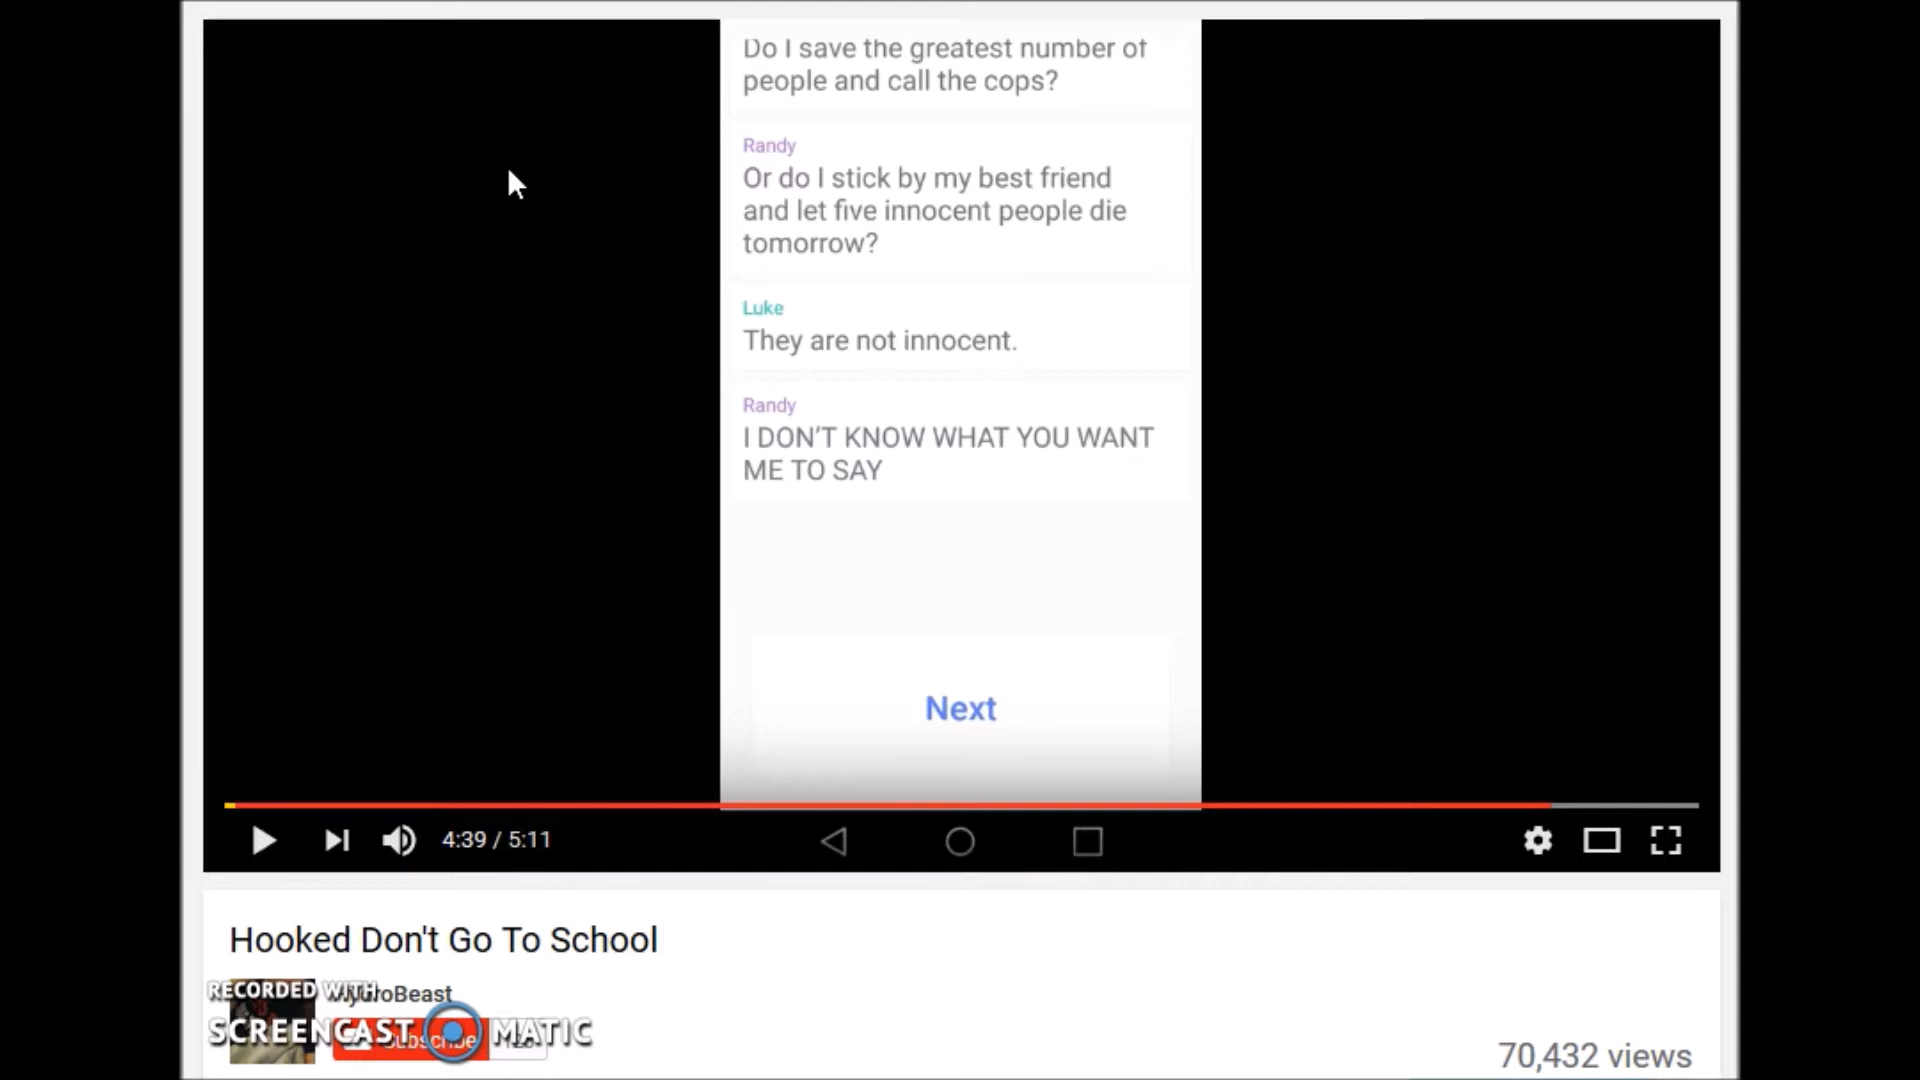 Do I save the greatest number of
people and call the cops?
Randy
Or do I stick by my best friend
and let five innocent people die
tomorrow?
Luke
They are not innocent.
Randy
I DON'T KNOW WHAT YOU WANT
ME TO SAY
Next
4:39 / 5:11
Hooked Don't Go To School
RECORDED WITH
SCREENCAST MATIC
Subscribe
70,432 views